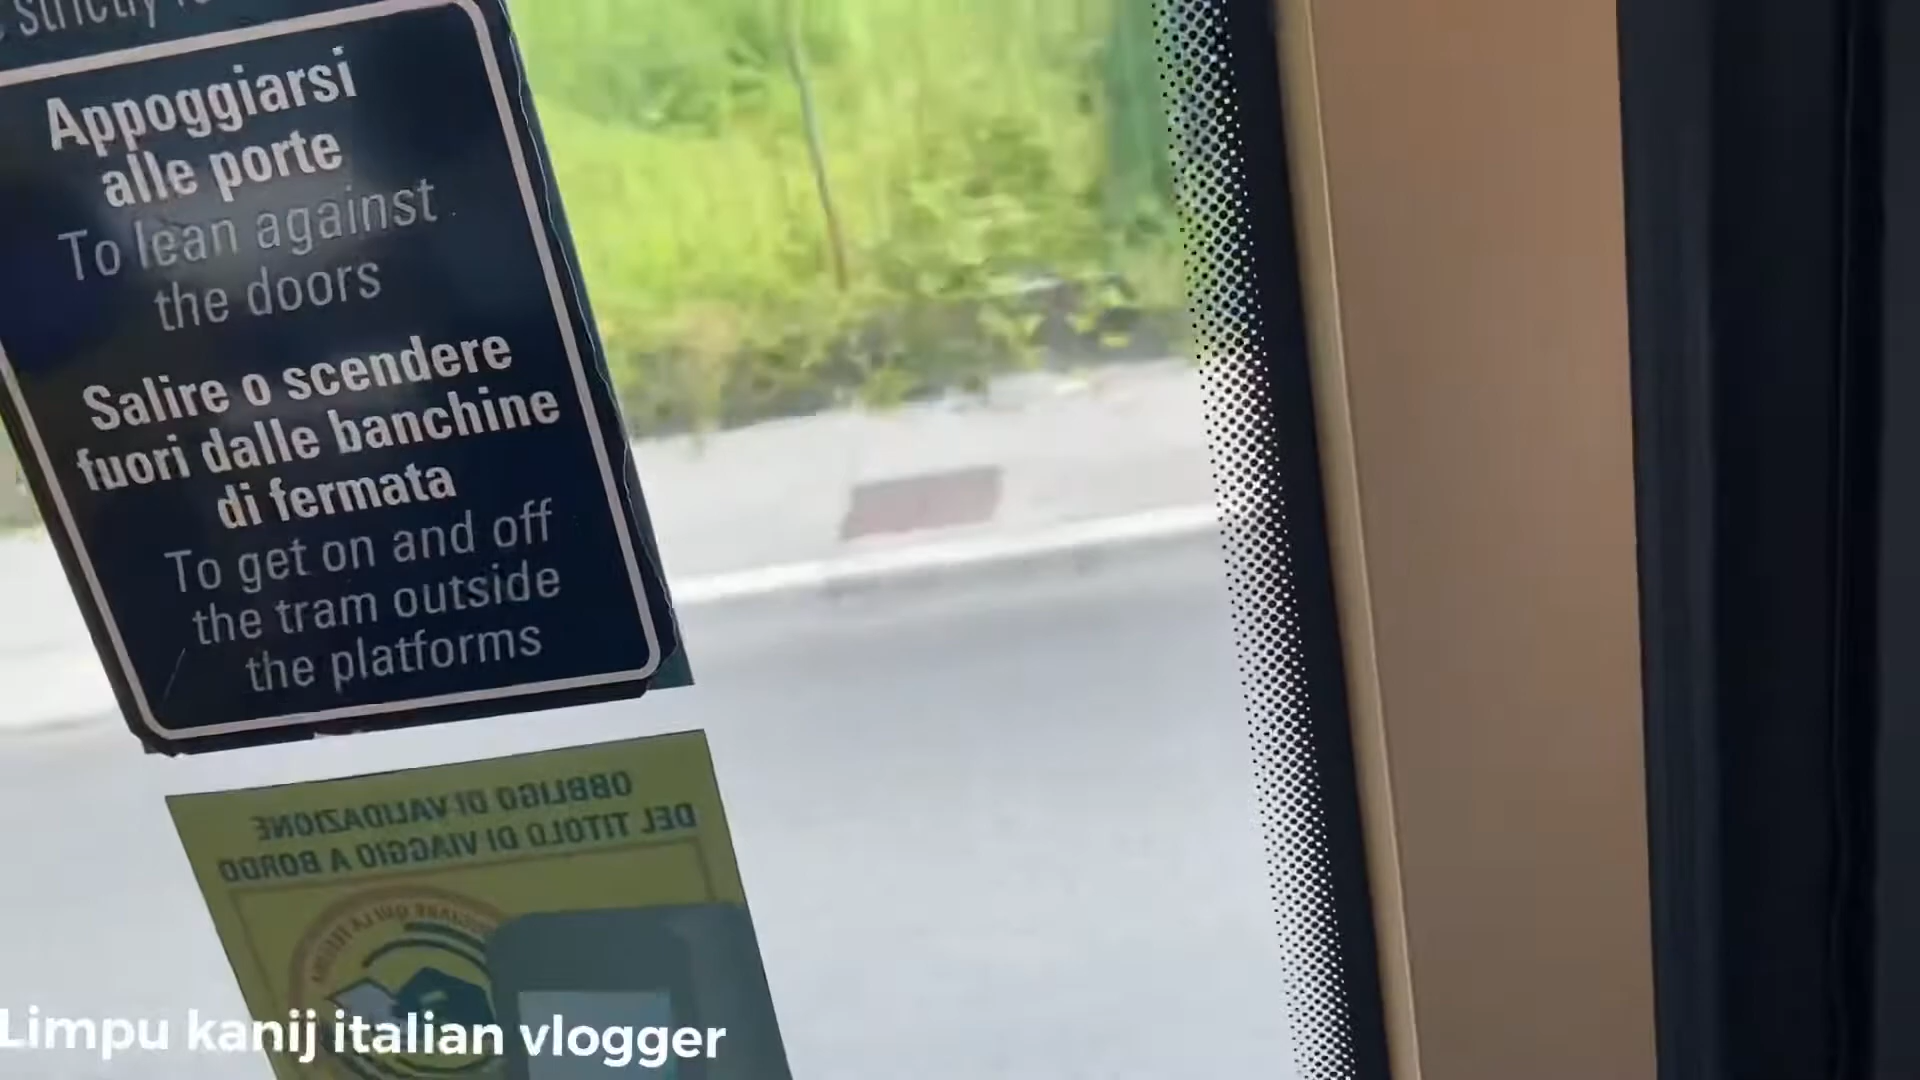 strictly
Appoggiarsi
alle porte
To lean against
the doors
Salire o scendere
fuori dalle banchine
di fermata
To get on and off
the tram outside
the platforms
OBBLIGO DI VALIDAZIONE
DEL TITOLO DI VIAGGIO A BORDO
Limpu kanij italian vlogger